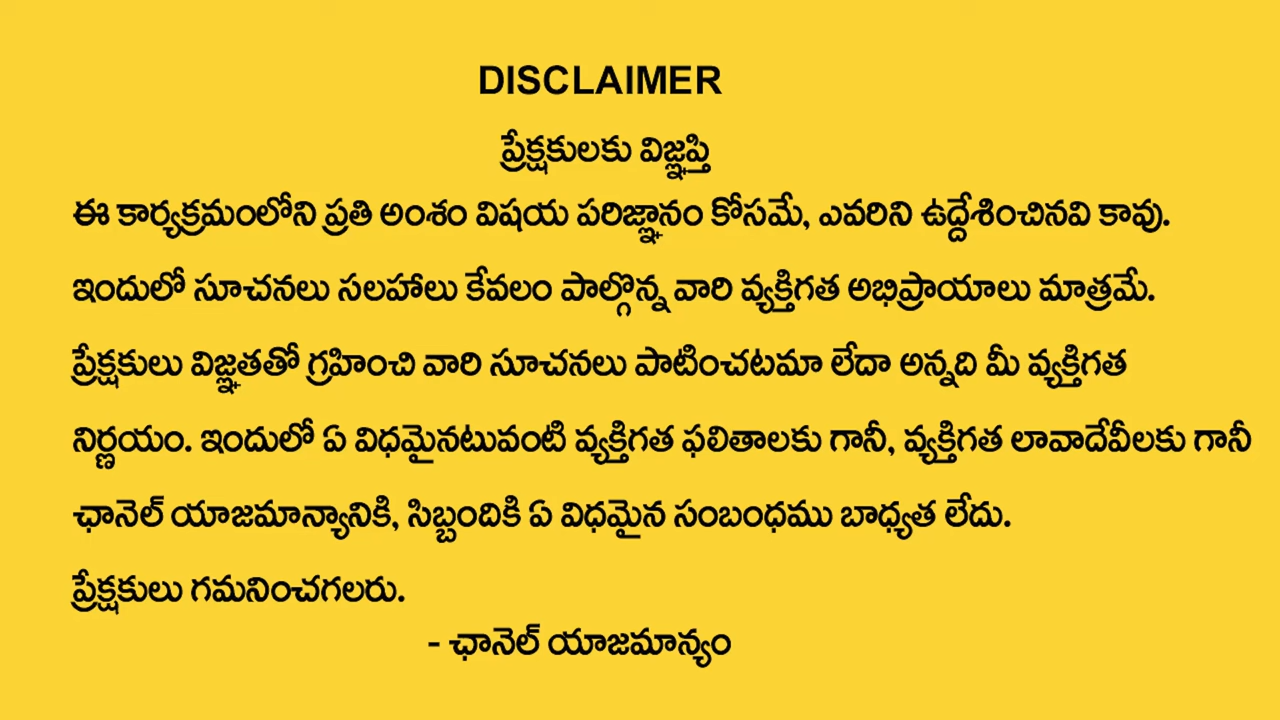 DISCLAIMER
ప్రేక్షకులకు విజ్ఞప్తి
ఈ కార్యక్రమంలోని ప్రతి అంశం విషయ పరిజ్ఞానం కోసమే, ఎవరిని ఉద్దేశించినవి కావు.
ఇందులో సూచనలు సలహాలు కేవలం పాల్గొన్న వారి వ్యక్తిగత అభిప్రాయాలు మాత్రమే.
ప్రేక్షకులు విజ్ఞతతో గ్రహించి వారి సూచనలు పాటించటమా లేదా అన్నది మీ వ్యక్తిగత
నిర్ణయం. ఇందులో ఏ విధమైనటువంటి వ్యక్తిగత ఫలితాలకు గానీ, వ్యక్తిగత లావాదేవీలకు గానీ
ఛానెల్ యాజమాన్యానికి, సిబ్బందికి ఏ విధమైన సంబంధము బాధ్యత లేదు.
ప్రేక్షకులు గమనించగలరు.
- ఛానెల్ యాజమాన్యం